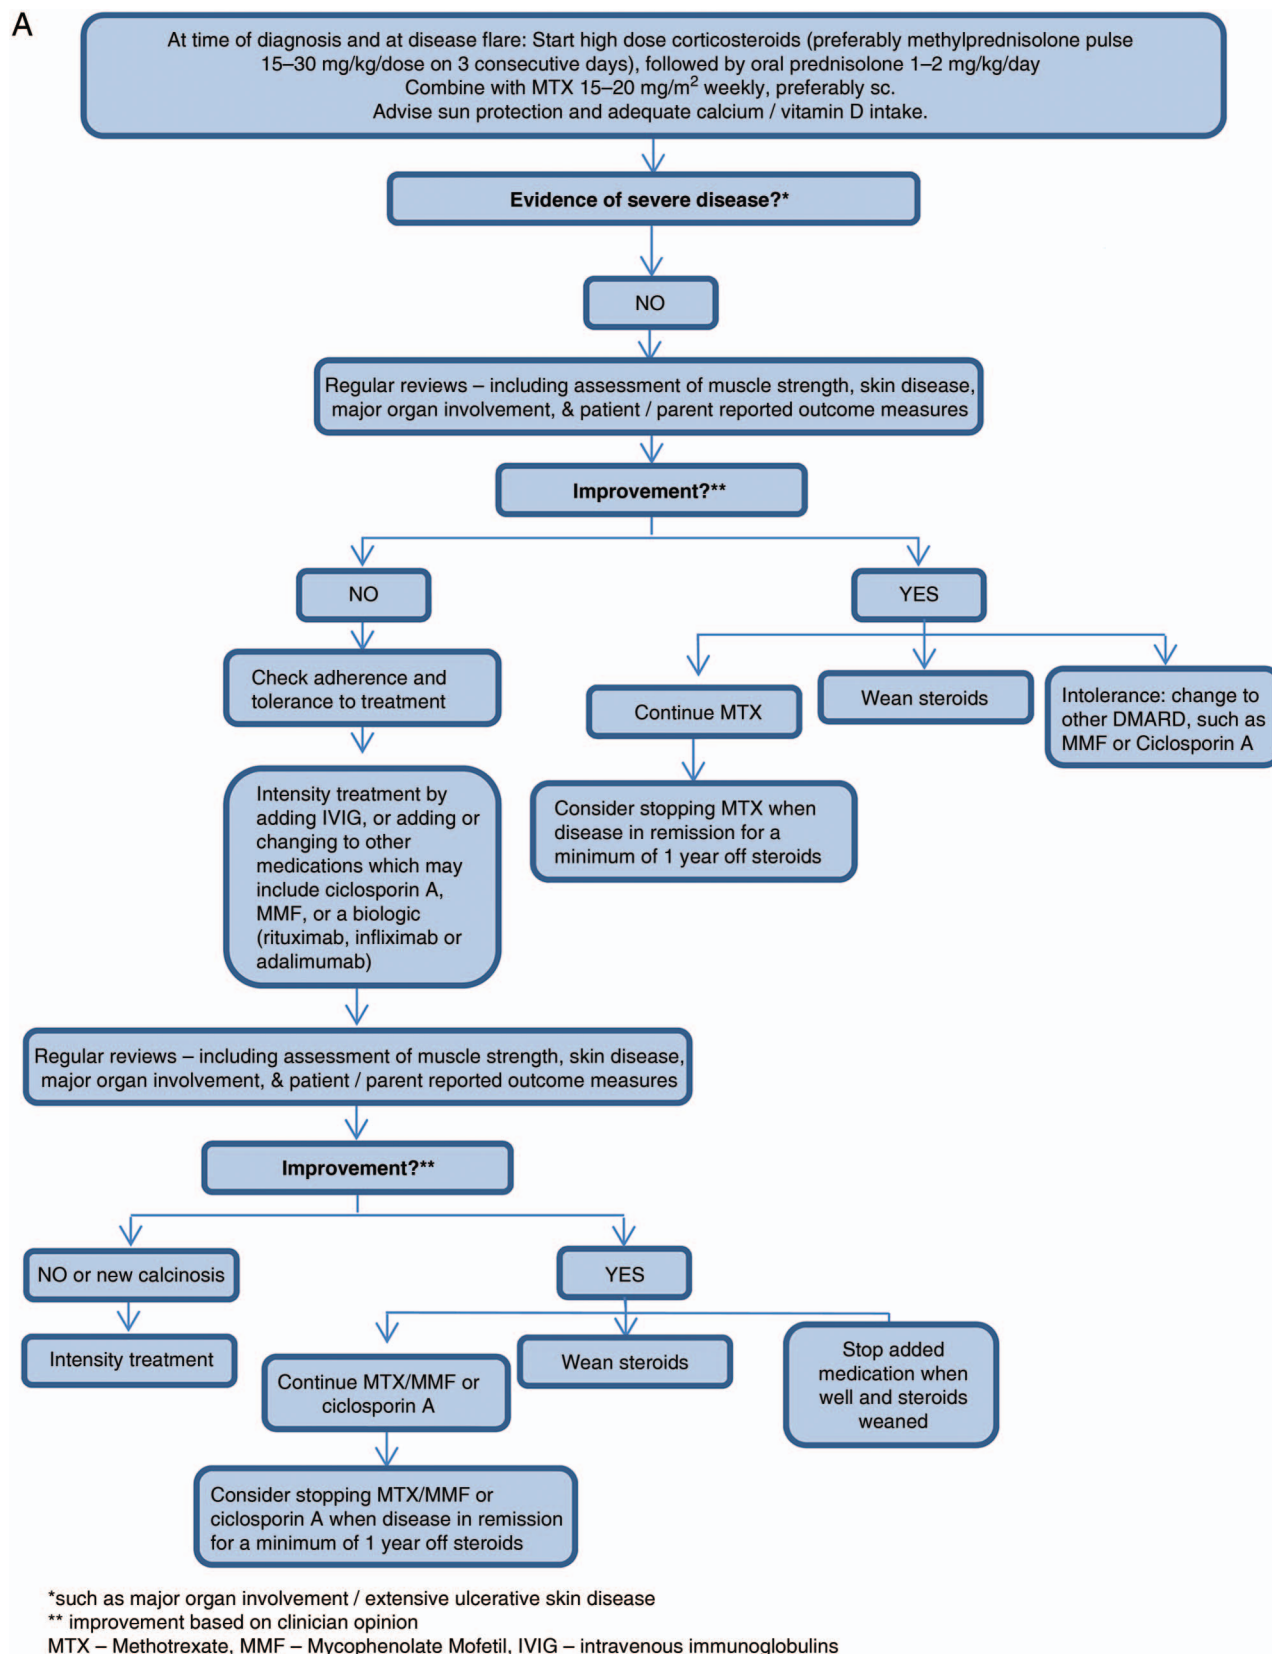 A
At time of diagnosis and at disease flare: Start high dose corticosteroids (preferably methylprednisolone pulse
15–30 mg/kg/dose on 3 consecutive days), followed by oral prednisolone 1–2 mg/kg/day
Combine with MTX 15–20 mg/m² weekly, preferably sc.
Advise sun protection and adequate calcium / vitamin D intake.
Evidence of severe disease?*
NO
Regular reviews – including assessment of muscle strength, skin disease,
major organ involvement, & patient / parent reported outcome measures
Improvement?**
NO
YES
Check adherence and
tolerance to treatment
Continue MTX
Wean steroids
Intolerance: change to
other DMARD, such as
MMF or Ciclosporin A
Intensity treatment by
adding IVIG, or adding or
changing to other
medications which may
include ciclosporin A,
MMF, or a biologic
(rituximab, infliximab or
adalimumab)
Consider stopping MTX when
disease in remission for a
minimum of 1 year off steroids
Regular reviews – including assessment of muscle strength, skin disease,
major organ involvement, & patient / parent reported outcome measures
Improvement?**
NO or new calcinosis
YES
Intensity treatment
Continue MTX/MMF or
ciclosporin A
Wean steroids
Stop added
medication when
well and steroids
weaned
Consider stopping MTX/MMF or
ciclosporin A when disease in remission
for a minimum of 1 year off steroids
*such as major organ involvement / extensive ulcerative skin disease
** improvement based on clinician opinion
MTX – Methotrexate, MMF – Mycophenolate Mofetil, IVIG – intravenous immunoglobulins